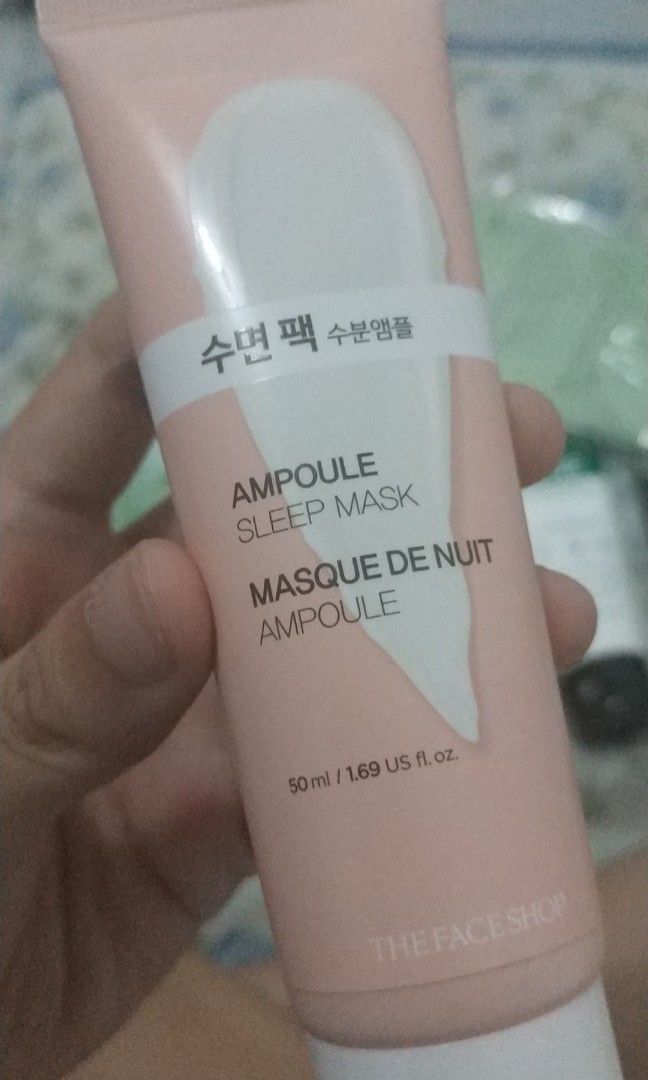 수면 팩 수분앰플
AMPOULE
SLEEP MASK
MASQUE DE NUIT
AMPOULE
50 ml / 1.69 US fl. oz.
THE FACE SHOP